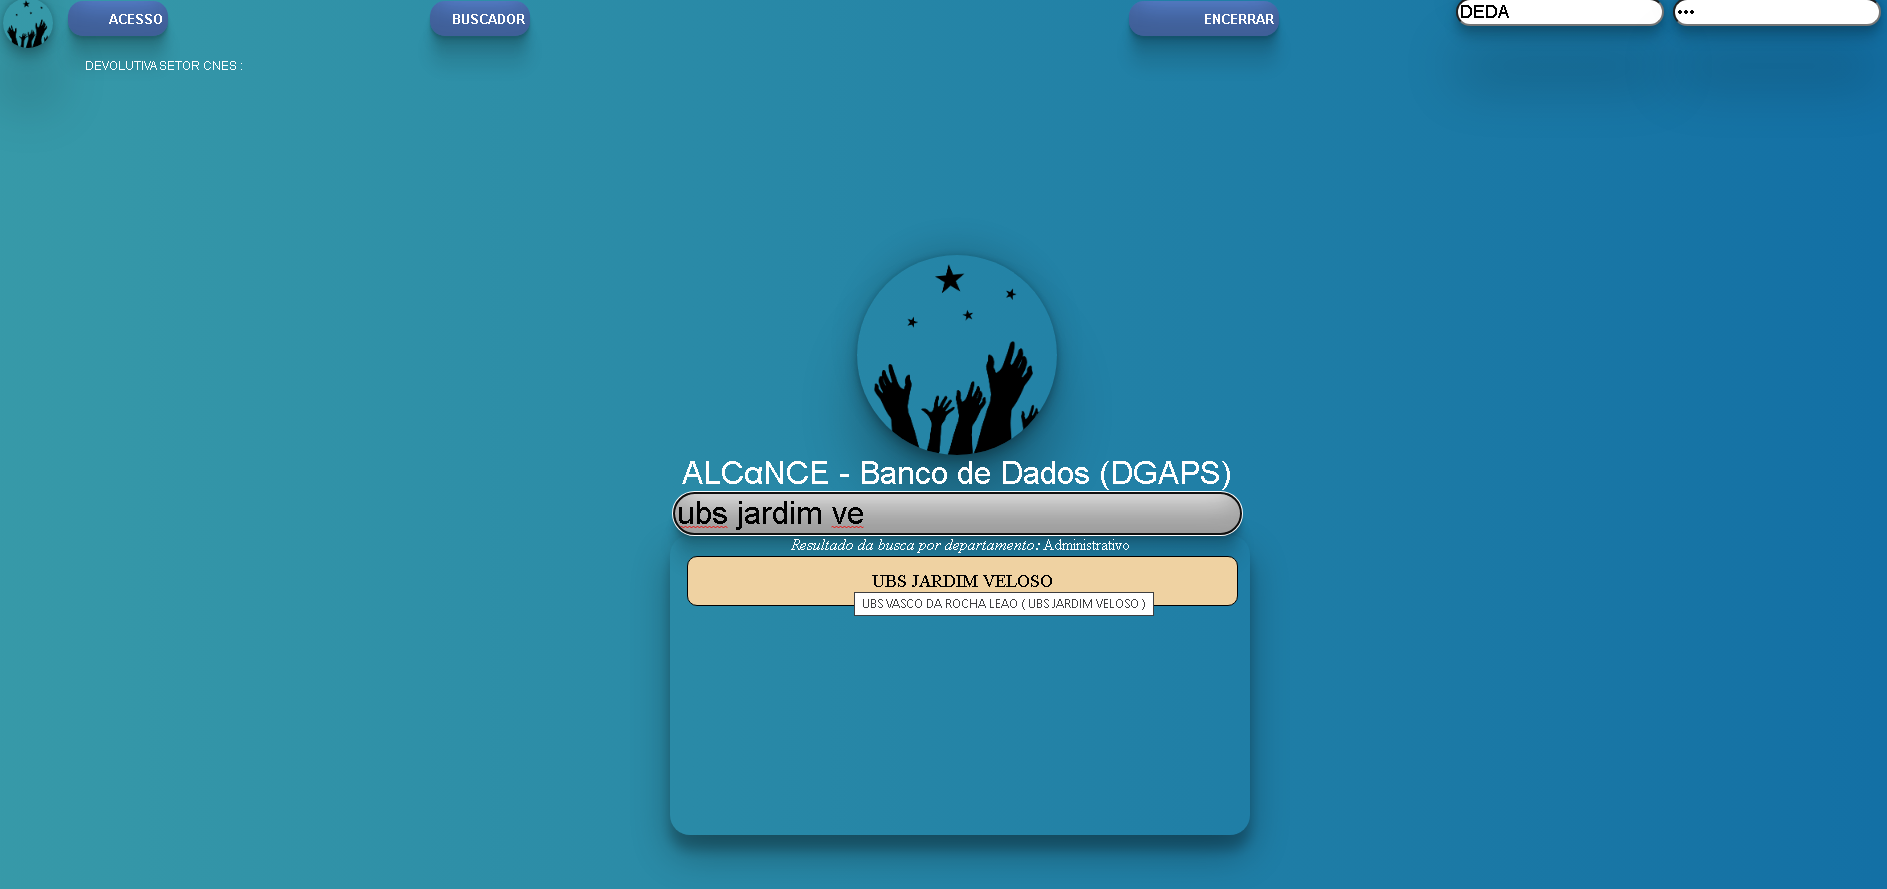 ACESSO
BUSCADOR
ENCERRAR
DEDA
•••
DEVOLUTIVA SETOR CNES :
ALCαNCE - Banco de Dados (DGAPS)
ubs jardim ve
Resultado da busca por departamento: Administrativo
UBS JARDIM VELOSO
UBS VASCO DA ROCHA LEAO ( UBS JARDIM VELOSO )